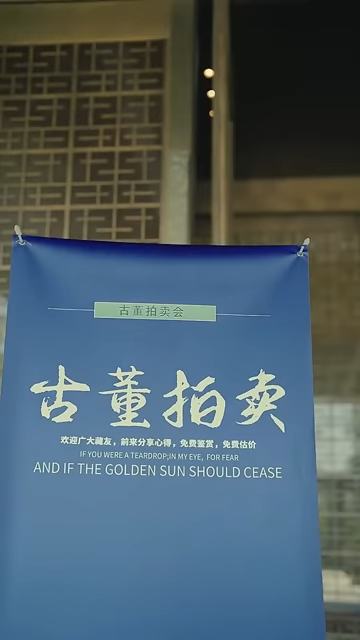 古董拍卖会
古董拍卖
欢迎广大藏友，前来分享心得，免费鉴赏，免费估价
IF YOU WERE A TEARDROP;IN MY EYE, FOR FEAR
AND IF THE GOLDEN SUN SHOULD CEASE